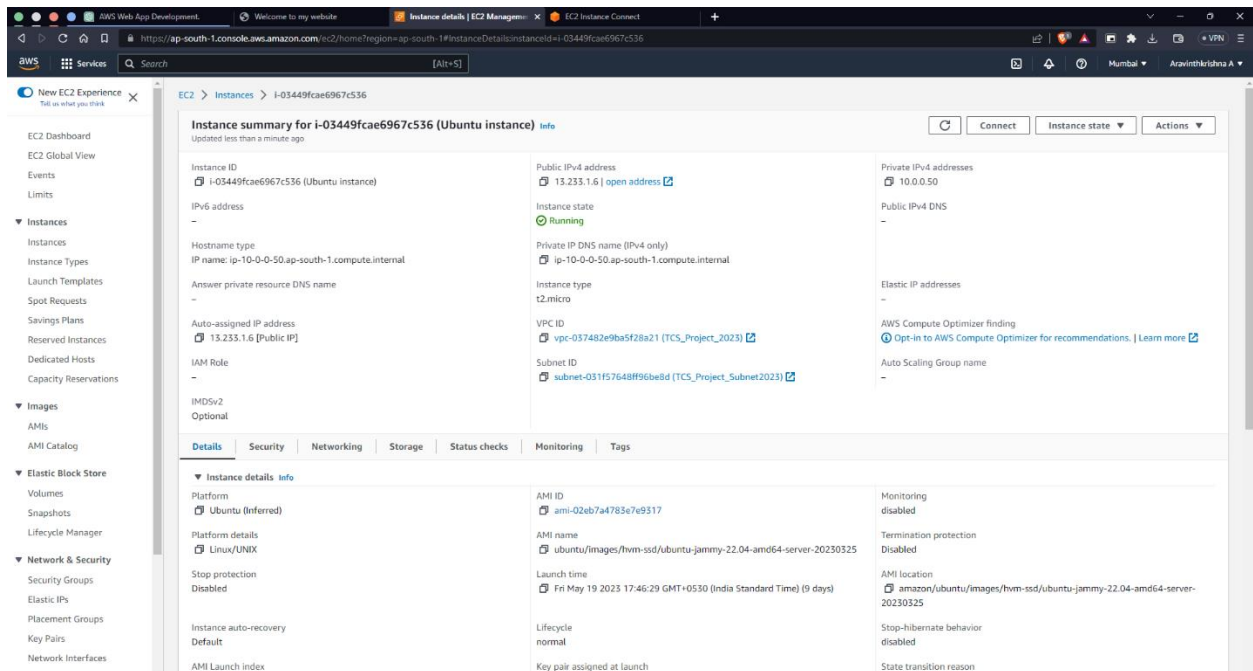 AWS Web App Development.
Welcome to my website
Instance details | EC2 Managemen
EC2 Instance Connect
https://ap-south-1.console.aws.amazon.com/ec2/home?region=ap-south-1#InstanceDetails:instanceId=i-03449fcae6967c536
VPN
aws
Services
Search
[Alt+S]
Mumbai
Aravinthkrishna A
New EC2 Experience
Tell us what you think
EC2 Dashboard
EC2 Global View
Events
Limits
Instances
Instances
Instance Types
Launch Templates
Spot Requests
Savings Plans
Reserved Instances
Dedicated Hosts
Capacity Reservations
Images
AMIs
AMI Catalog
Elastic Block Store
Volumes
Snapshots
Lifecycle Manager
Network & Security
Security Groups
Elastic IPs
Placement Groups
Key Pairs
Network Interfaces
EC2 > Instances > i-03449fcae6967c536
Instance summary for i-03449fcae6967c536 (Ubuntu instance) Info
Updated less than a minute ago
Connect
Instance state
Actions
Instance ID
i-03449fcae6967c536 (Ubuntu instance)
Public IPv4 address
13.233.1.6 | open address
Private IPv4 addresses
10.0.0.50
IPv6 address
–
Instance state
Running
Public IPv4 DNS
–
Hostname type
IP name: ip-10-0-0-50.ap-south-1.compute.internal
Private IP DNS name (IPv4 only)
ip-10-0-0-50.ap-south-1.compute.internal
Answer private resource DNS name
–
Instance type
t2.micro
Elastic IP addresses
–
Auto-assigned IP address
13.233.1.6 [Public IP]
VPC ID
vpc-037482e9ba5f28a21 (TCS_Project_2023)
AWS Compute Optimizer finding
Opt-in to AWS Compute Optimizer for recommendations. | Learn more
IAM Role
–
Subnet ID
subnet-031f57648ff96be8d (TCS_Project_Subnet2023)
Auto Scaling Group name
–
IMDSv2
Optional
Details
Security
Networking
Storage
Status checks
Monitoring
Tags
Instance details Info
Platform
Ubuntu (Inferred)
AMI ID
ami-02eb7a4783e7e9317
Monitoring
disabled
Platform details
Linux/UNIX
AMI name
ubuntu/images/hvm-ssd/ubuntu-jammy-22.04-amd64-server-20230325
Termination protection
Disabled
Stop protection
Disabled
Launch time
Fri May 19 2023 17:46:29 GMT+0530 (India Standard Time) (9 days)
AMI location
amazon/ubuntu/images/hvm-ssd/ubuntu-jammy-22.04-amd64-server-
20230325
Instance auto-recovery
Default
Lifecycle
normal
Stop-hibernate behavior
disabled
AMI Launch index
Key pair assigned at launch
State transition reason